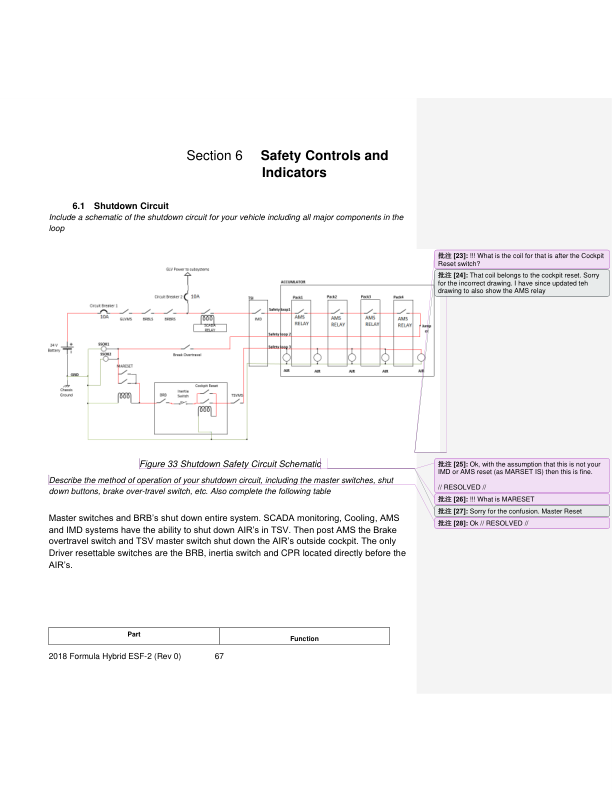 Section 6 Safety Controls and
Indicators
6.1 Shutdown Circuit
Include a schematic of the shutdown circuit for your vehicle including all major components in the
loop
批注 [23]: !!! What is the coil for that is after the Cockpit
Reset switch?
批注 [24]: That coil belongs to the cockpit reset. Sorry
for the incorrect drawing. I have since updated teh
drawing to also show the AMS relay
GLV Power to subsystems
ACCUMULATOR
Circuit Breaker 1
Circuit Breaker 2
10A
30A
GLVMS
BRBLS
BRBRS
SCADA
RELAY
TSI
IMD
Safety loop1
Pack1
Pack2
Pack3
Pack4
AMS
RELAY
AMS
RELAY
AMS
RELAY
AMS
RELAY
Safety loop 2
Safety loop 3
24 V
Battery
SSOK1
SSOK2
Break Overtravel
GND
Chassis
Ground
MARESET
AIR
AIR
AIR
AIR
AIR
BRB
Inertia
Switch
Cockpit Reset
TSVMS
Figure 33 Shutdown Safety Circuit Schematic
批注 [25]: Ok, with the assumption that this is not your
IMD or AMS reset (as MARSET IS) then this is fine.
// RESOLVED //
批注 [26]: !!! What is MARESET
批注 [27]: Sorry for the confusion. Master Reset
批注 [28]: Ok // RESOLVED //
Describe the method of operation of your shutdown circuit, including the master switches, shut
down buttons, brake over-travel switch, etc. Also complete the following table
Master switches and BRB's shut down entire system. SCADA monitoring, Cooling, AMS
and IMD systems have the ability to shut down AIR's in TSV. Then post AMS the Brake
overtravel switch and TSV master switch shut down the AIR's outside cockpit. The only
Driver resettable switches are the BRB, inertia switch and CPR located directly before the
AIR's.
Part Function
2018 Formula Hybrid ESF-2 (Rev 0) 67